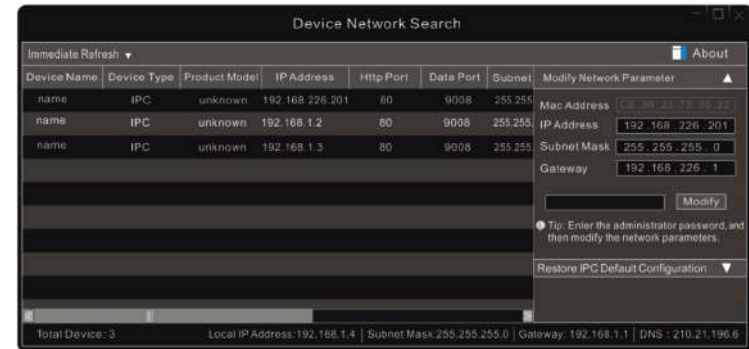 Device Network Search
Immediate Refresh
About
Device Name Device Type Product Model IP Address Http Port Data Port Subnet
name IPC unknown 192.168.226.201 80 9008 255.255
name IPC unknown 192.168.1.2 80 9008 255.255.
name IPC unknown 192.168.1.3 80 9008 255.255
Modify Network Parameter
Mac Address
IP Address 192 . 168 . 226 . 201
Subnet Mask 255 . 255 . 255 . 0
Gateway 192 . 168 . 226 . 1
Modify
Tip: Enter the administrator password, and
then modify the network parameters.
Restore IPC Default Configuration
Total Device: 3 Local IP Address:192.168.1.4 Subnet Mask:255.255.255.0 Gateway: 192.168.1.1 DNS : 210.21.196.6